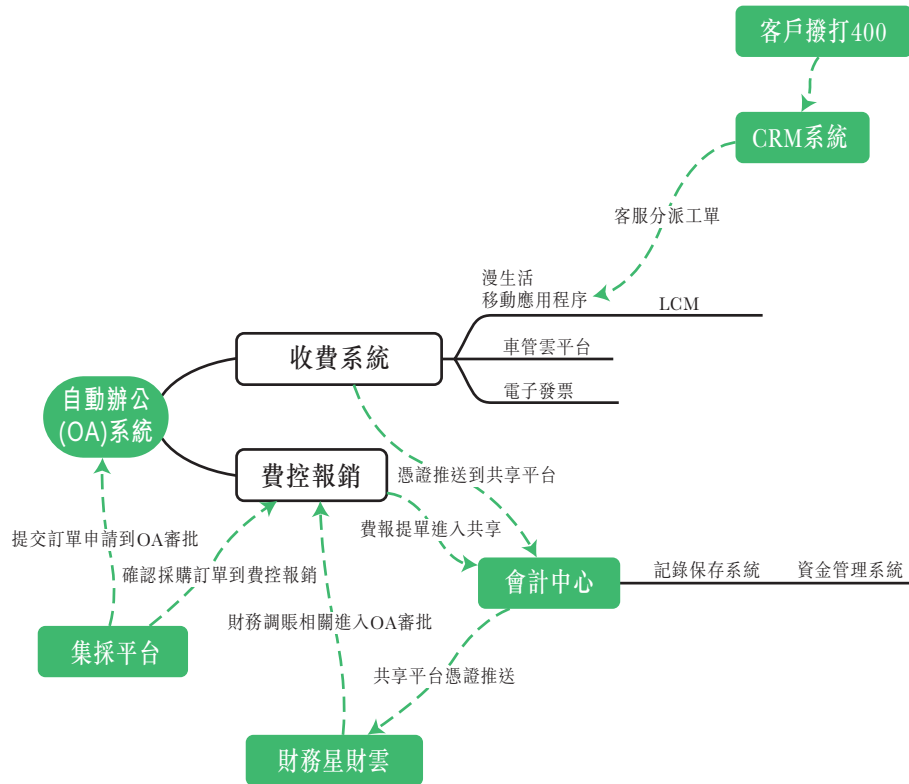 客戶撥打400
CRM系統
客服分派工單
漫生活
移動應用程序
LCM
收費系統
車管雲平台
電子發票
自動辦公
(OA)系統
費控報銷
憑證推送到共享平台
費報提單進入共享
提交訂單申請到OA審批
確認採購訂單到費控報銷
會計中心
記錄保存系統
資金管理系統
財務調賬相關進入OA審批
集採平台
共享平台憑證推送
財務星財雲